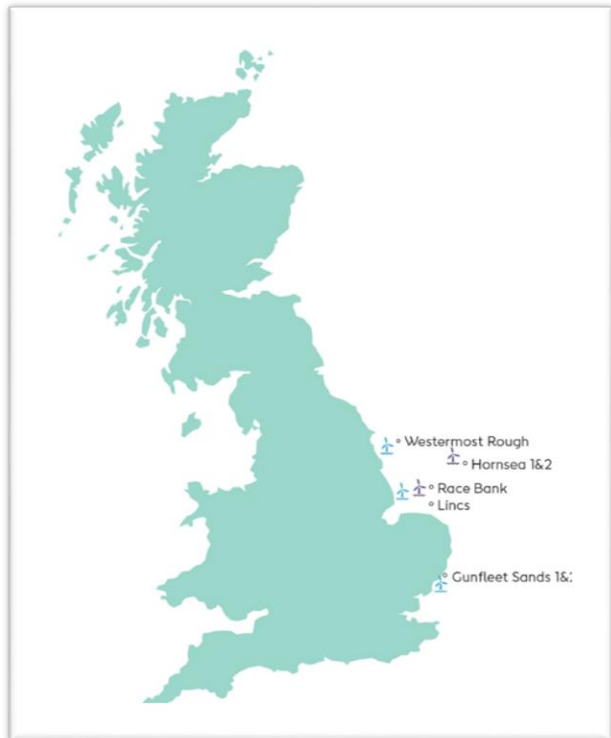 Westermost Rough
Hornsea 1&2
Race Bank
Lincs
Gunfleet Sands 1&